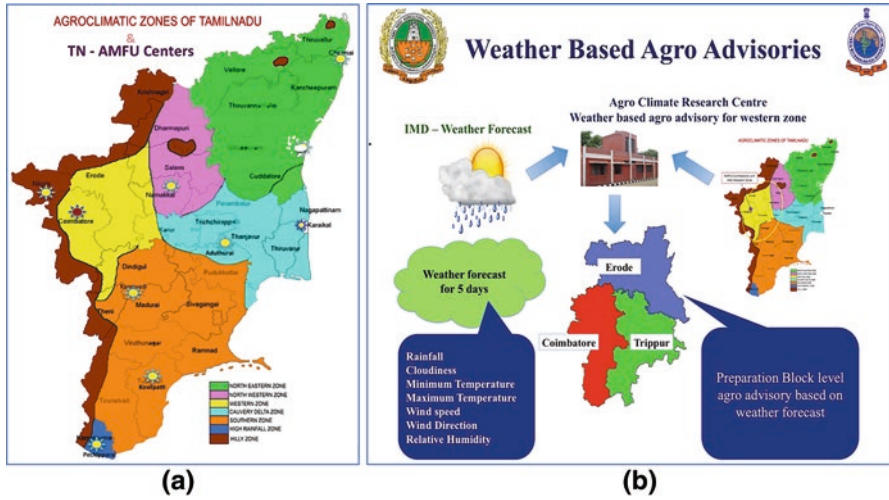 AGROCLIMATIC ZONES OF TAMILNADU
&
TN - AMFU Centers
Thiruvallur
Chennai
Vellore
Kancheepuram
Krishnagiri
Dharmapuri
Salem
Namakkal
Cuddalore
Erode
Coimbatore
Perambalur
Nagapattinam
Karaikal
Karur
Trichchirappalli
Thanjavur
Aduthurai
Thiruvarur
Dindigul
Pudukkottai
Theni
Madurai
Sivagangai
Virudhunagar
Ramnad
Kovilpatti
NORTH EASTERN ZONE
NORTH WESTERN ZONE
WESTERN ZONE
CAUVERY DELTA ZONE
SOUTHERN ZONE
HIGH RAINFALL ZONE
HILLY ZONE
(a)
Weather Based Agro Advisories
Agro Climate Research Centre
Weather based agro advisory for western zone
IMD – Weather Forecast
AGROCLIMATIC ZONES OF TAMILNADU
Weather forecast
for 5 days
Erode
Coimbatore
Trippur
Rainfall
Cloudiness
Minimum Temperature
Maximum Temperature
Wind speed
Wind Direction
Relative Humidity
Preparation Block level
agro advisory based on
weather forecast
(b)